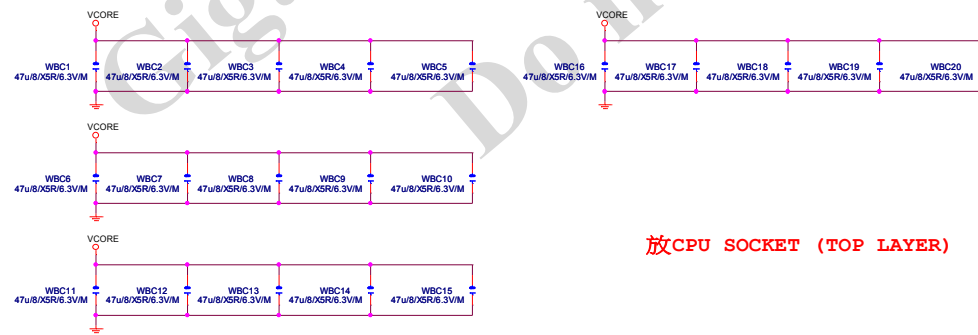 VCORE
WBC1 WBC2 WBC3 WBC4 WBC5
47u/8/X5R/6.3V/M 47u/8/X5R/6.3V/M 47u/8/X5R/6.3V/M 47u/8/X5R/6.3V/M 47u/8/X5R/6.3V/M
VCORE
WBC16 WBC17 WBC18 WBC19 WBC20
47u/8/X5R/6.3V/M 47u/8/X5R/6.3V/M 47u/8/X5R/6.3V/M 47u/8/X5R/6.3V/M 47u/8/X5R/6.3V/M
VCORE
WBC6 WBC7 WBC8 WBC9 WBC10
47u/8/X5R/6.3V/M 47u/8/X5R/6.3V/M 47u/8/X5R/6.3V/M 47u/8/X5R/6.3V/M 47u/8/X5R/6.3V/M
VCORE
WBC11 WBC12 WBC13 WBC14 WBC15
47u/8/X5R/6.3V/M 47u/8/X5R/6.3V/M 47u/8/X5R/6.3V/M 47u/8/X5R/6.3V/M 47u/8/X5R/6.3V/M
放CPU SOCKET (TOP LAYER)